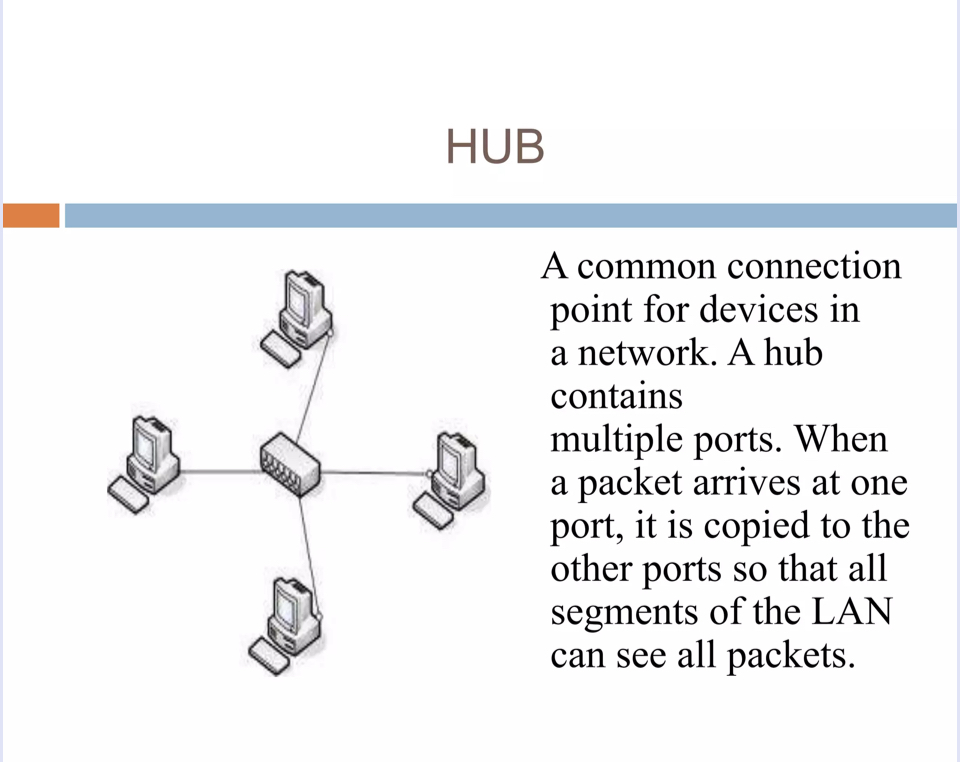 HUB
A common connection
point for devices in
a network. A hub
contains
multiple ports. When
a packet arrives at one
port, it is copied to the
other ports so that all
segments of the LAN
can see all packets.